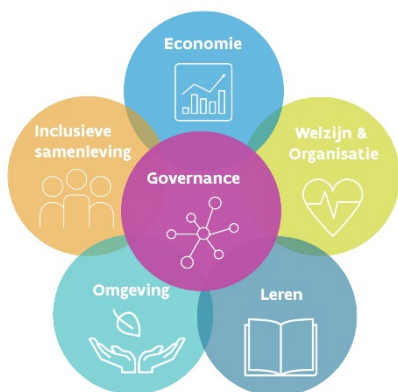 Economie
Inclusieve
samenleving
Welzijn &
Organisatie
Governance
Omgeving
Leren